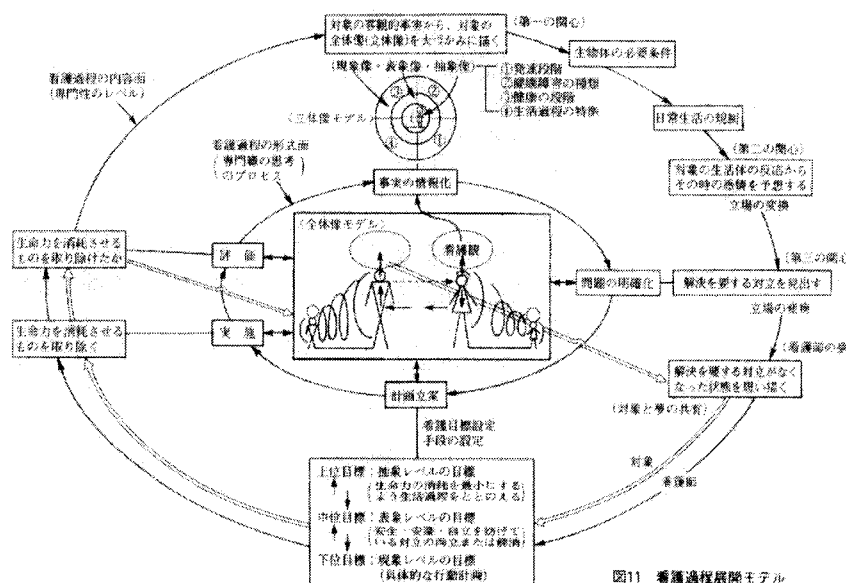 対象の客観的事実から、対象の
全体像(立体像)を大づかみに描く
(第一の関心)
生物体の必要条件
(現象像・表象像・抽象像)
①発達段階
②健康障害の種類
③健康の段階
④生活過程の特徴
(立体像モデル)
看護過程の内容面
(専門性のレベル)
日常生活の規制
看護過程の形式面
(専門職の思考
のプロセス)
(第二の関心)
事実の情報化
対象の生活体の反応から
その時の感情を予想する
立場の変換
(全体像モデル)
看護観
生命力を消耗させる
ものを取り除けたか
評価
(第三の関心
問題の明確化
解決を要する対立を見出す
立場の変換
生命力を消耗させる
ものを取り除く
実施
(看護師の夢
解決を要する対立がなく
なった状態を思い描く
計画立案
(対象と夢の共有)
看護目標設定
手段の設定
対象
看護師
上位目標:抽象レベルの目標
(生命力の消耗を最小にする
よう生活過程をととのえる)
中位目標:表象レベルの目標
(安全・安楽・自立を妨げて
いる対立の両立または解消)
下位目標:現象レベルの目標
(具体的な行動計画)
図11 看護過程展開モデル